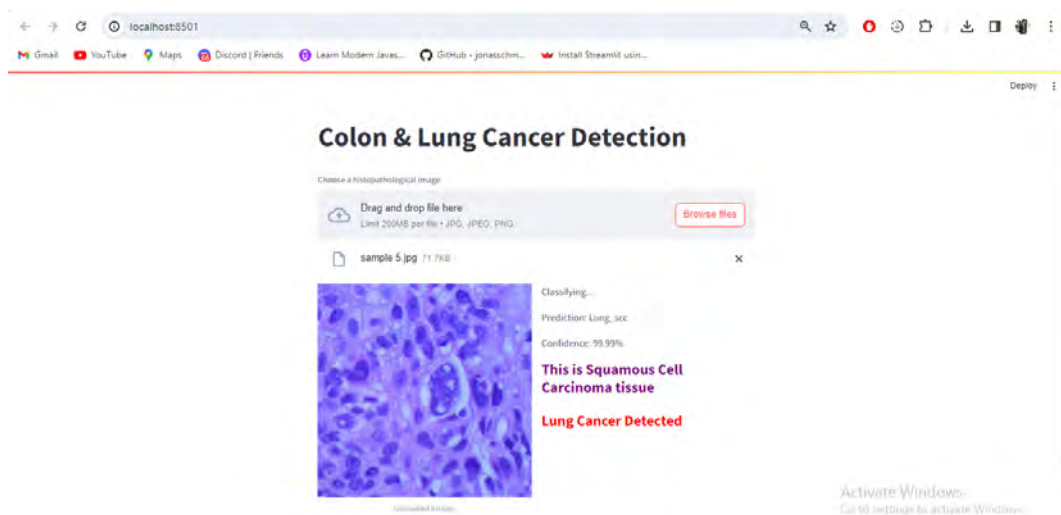 localhost:8501
Gmail YouTube Maps Discord | Friends Learn Modern Javas... GitHub - jonasschm... Install Streamlit usin...
Deploy
Colon & Lung Cancer Detection
Choose a histopathological image
Drag and drop file here
Limit 200MB per file • JPG, JPEG, PNG
Browse files
sample 5.jpg 71.7KB
Classifying...
Prediction: Lung_scc
Confidence: 99.99%
This is Squamous Cell
Carcinoma tissue
Lung Cancer Detected
Uploaded Image
Activate Windows
Go to settings to activate Windows.